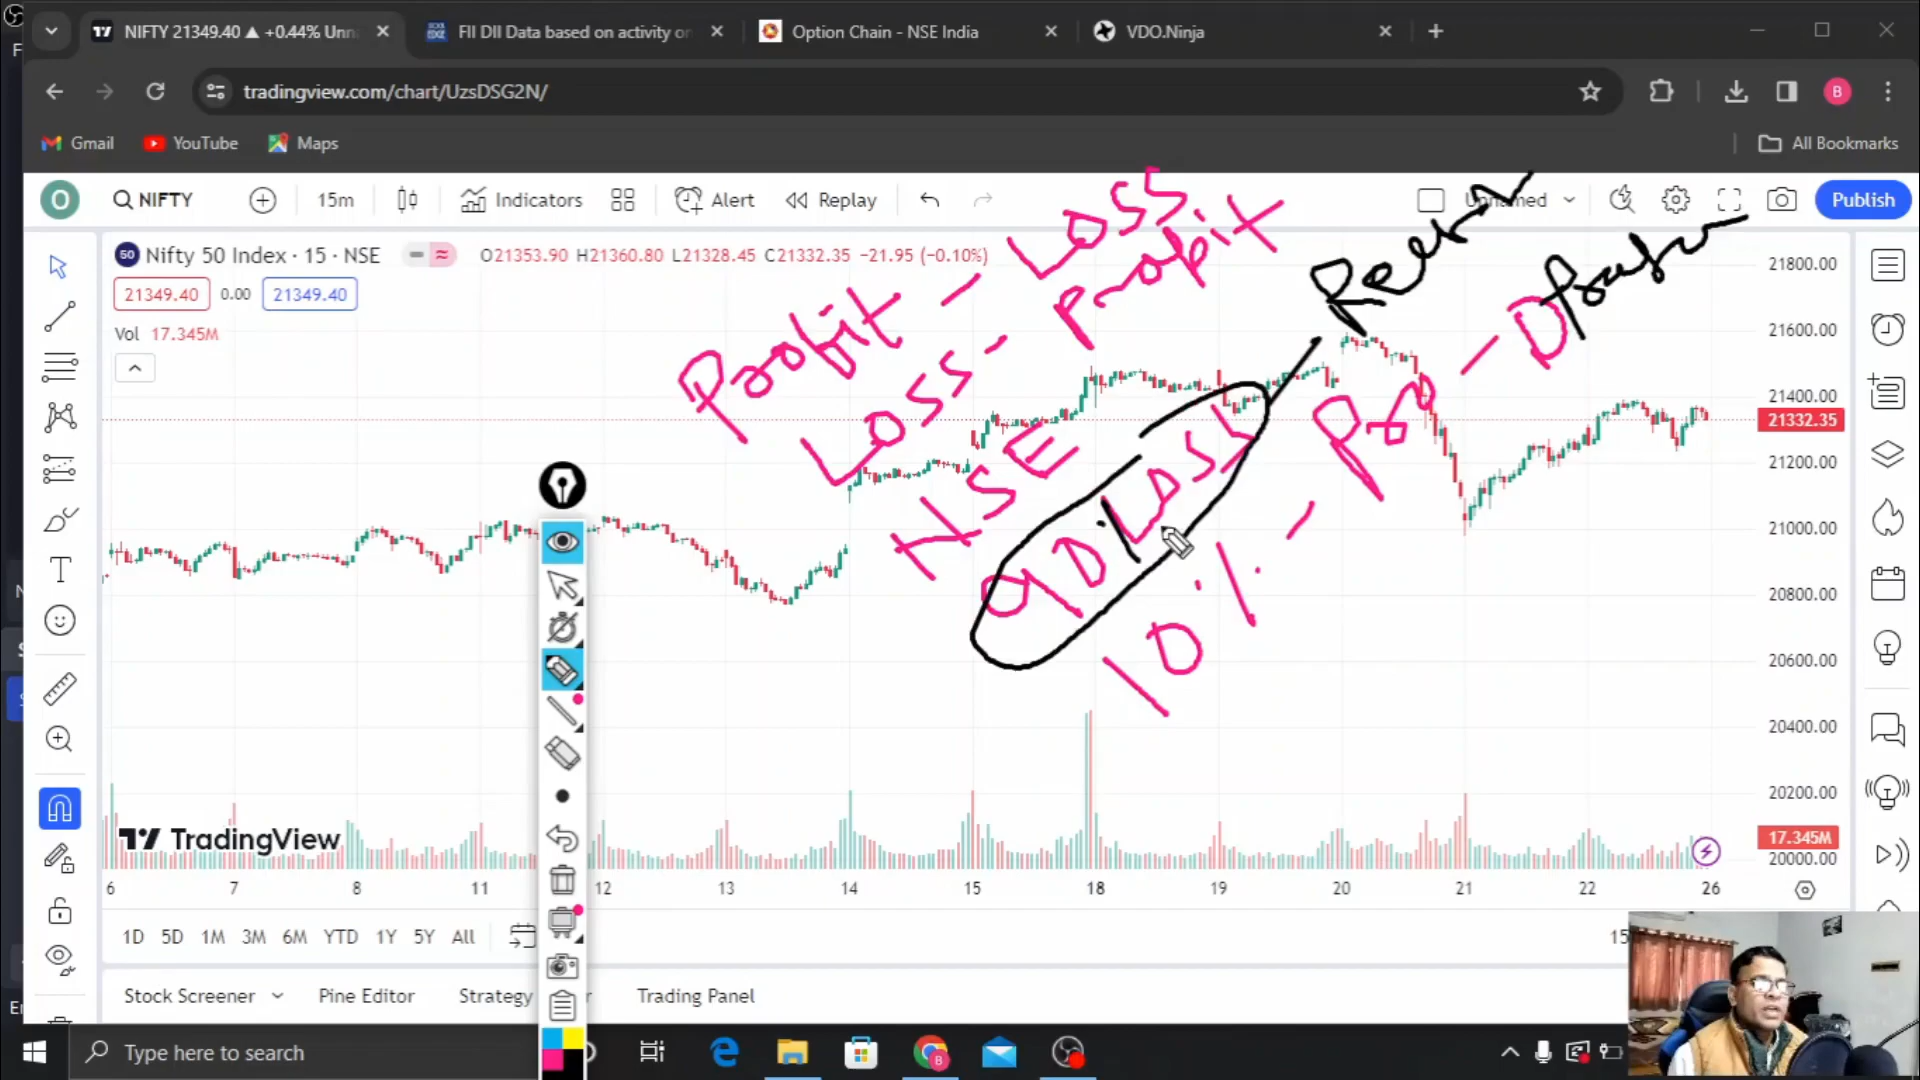 NIFTY 21349.40 ▲ +0.44% Unn
FII DII Data based on activity or
Option Chain - NSE India
VDO.Ninja
tradingview.com/chart/UzsDSG2N/
B
Gmail
YouTube
Maps
All Bookmarks
O
NIFTY
15m
Indicators
Alert
Replay
Unnamed
Publish
50 Nifty 50 Index · 15 · NSE
O21353.90 H21360.80 L21328.45 C21332.35 −21.95 (−0.10%)
21349.40 0.00 21349.40
Vol 17.345M
Profit - Loss
Loss - Profit
NSE
90% Loss
10% - Pro - D
21800.00
21600.00
21400.00
21332.35
21200.00
21000.00
20800.00
20600.00
20400.00
20200.00
17.345M
20000.00
TradingView
6 7 8 11 12 13 14 15 18 19 20 21 22 26
1D 5D 1M 3M 6M YTD 1Y 5Y All
15
Stock Screener
Pine Editor
Strategy
Trading Panel
Type here to search